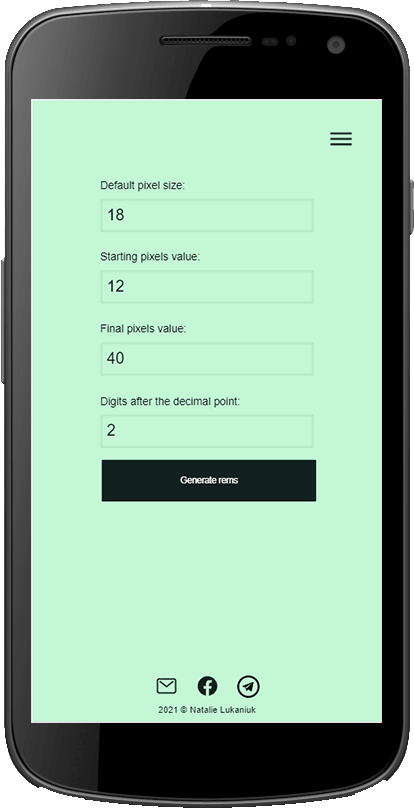 Default pixel size:
18
Starting pixels value:
12
Final pixels value:
40
Digits after the decimal point:
2
Generate rems
2021 © Natalie Lukaniuk